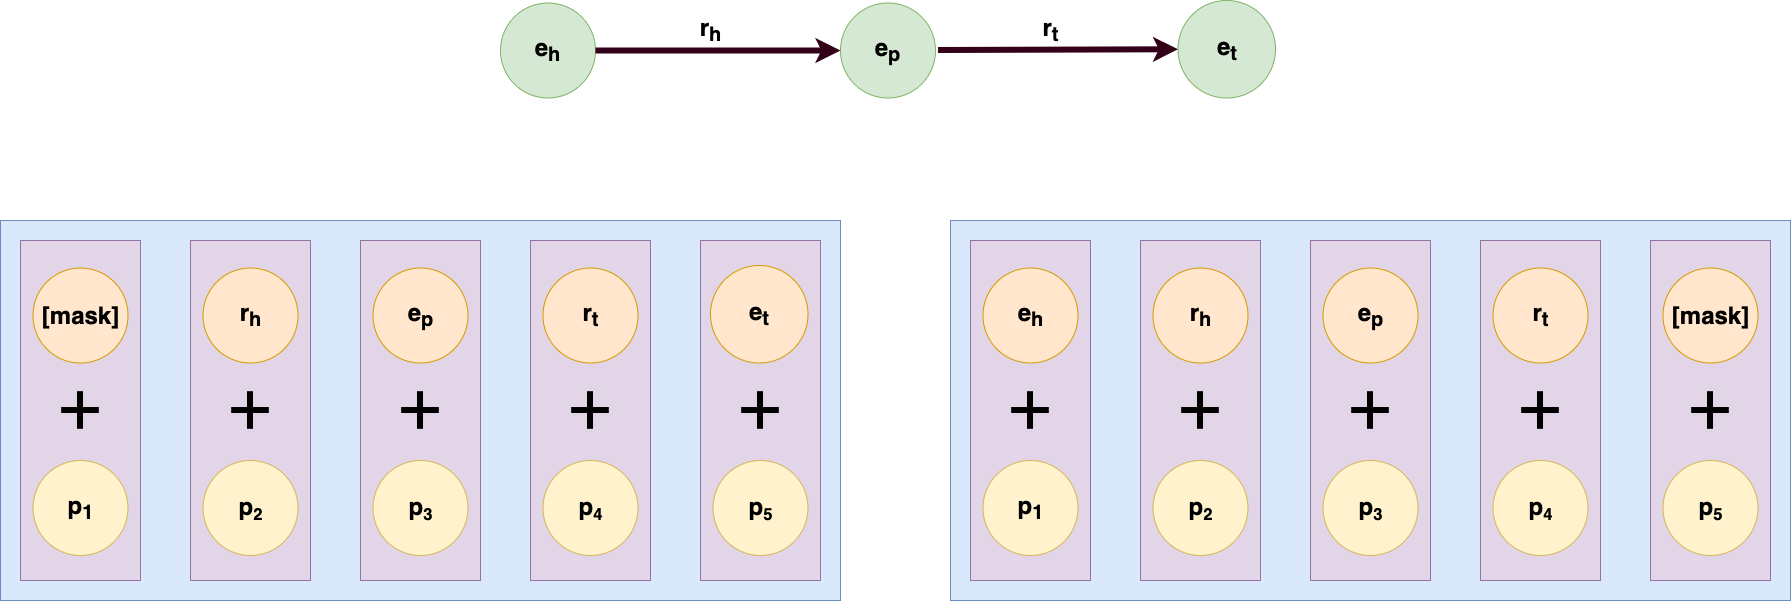 e_h r_h e_p r_t e_t
[mask] r_h e_p r_t e_t
+ + + + +
p_1 p_2 p_3 p_4 p_5
e_h r_h e_p r_t [mask]
+ + + + +
p_1 p_2 p_3 p_4 p_5